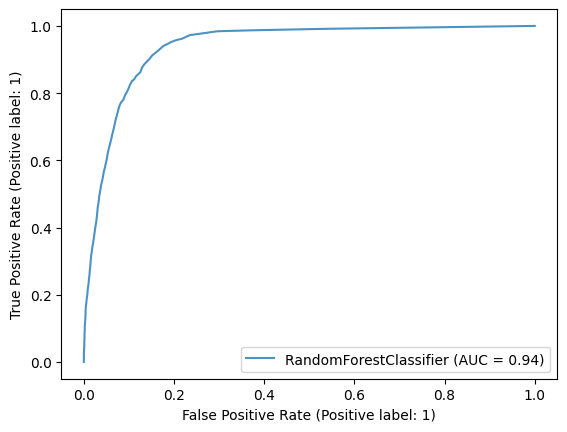 1.0
0.8
0.6
0.4
0.2
0.0
True Positive Rate (Positive label: 1)
RandomForestClassifier (AUC = 0.94)
0.0 0.2 0.4 0.6 0.8 1.0
False Positive Rate (Positive label: 1)